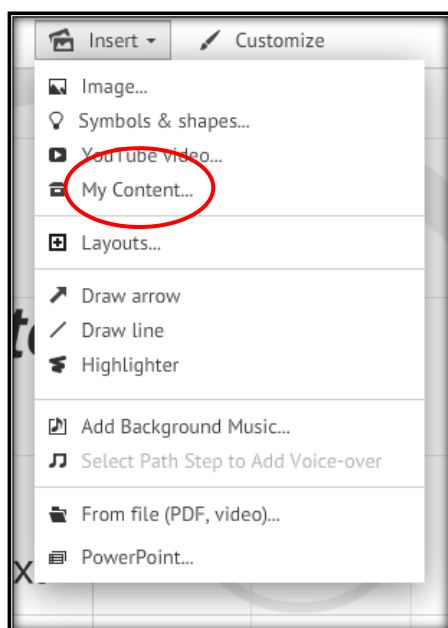 Insert Customize
Image...
Symbols & shapes...
YouTube video...
My Content...
Layouts...
Draw arrow
Draw line
Highlighter
Add Background Music...
Select Path Step to Add Voice-over
From file (PDF, video)...
PowerPoint...